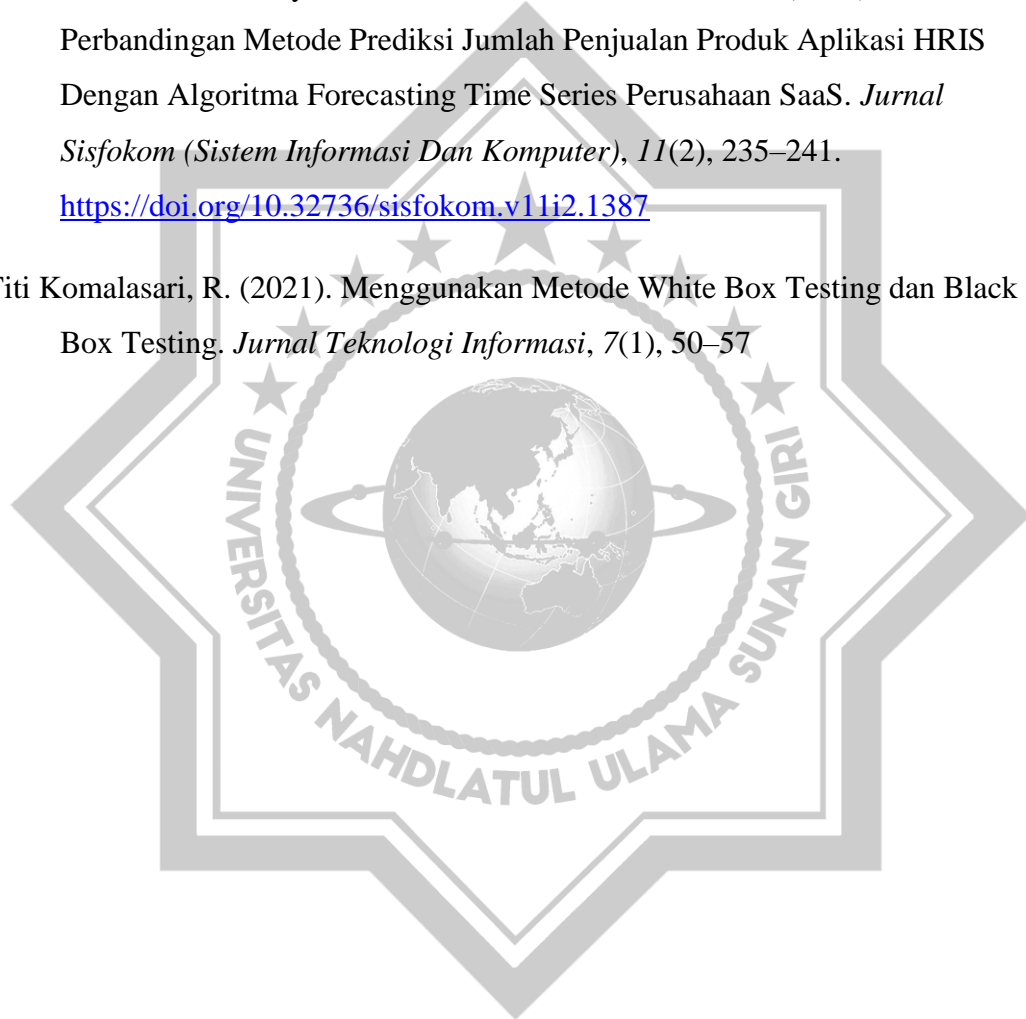 Perbandingan Metode Prediksi Jumlah Penjualan Produk Aplikasi HRIS
Dengan Algoritma Forecasting Time Series Perusahaan SaaS. Jurnal
Sisfokom (Sistem Informasi Dan Komputer), 11(2), 235–241.
https://doi.org/10.32736/sisfokom.v11i2.1387
Titi Komalasari, R. (2021). Menggunakan Metode White Box Testing dan Black
Box Testing. Jurnal Teknologi Informasi, 7(1), 50–57
UNIVERSITAS NAHDLATUL ULAMA SUNAN GIRI